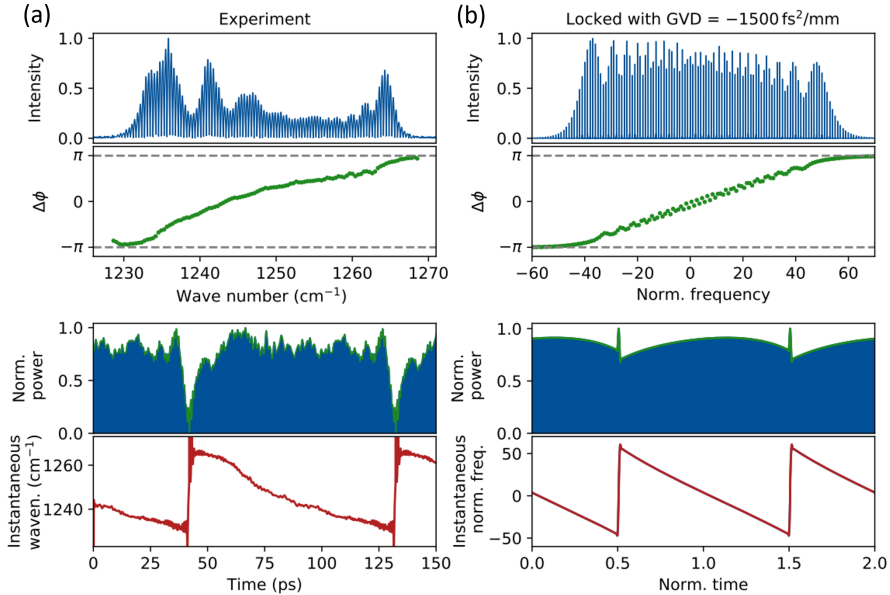 (a)
Experiment
Intensity
1.0
0.5
0.0
Δϕ
π
0
−π
1230
1240
1250
1260
1270
Wave number (cm⁻¹)
Norm.
power
1.0
0.5
0.0
Instantaneous
waven. (cm⁻¹)
1260
1240
0
25
50
75
100
125
150
Time (ps)
(b)
Locked with GVD = −1500 fs²/mm
Intensity
1.0
0.5
0.0
Δϕ
π
0
−π
−60
−40
−20
0
20
40
60
Norm. frequency
Norm.
power
1.0
0.5
0.0
Instantaneous
norm. freq.
50
0
−50
0.0
0.5
1.0
1.5
2.0
Norm. time